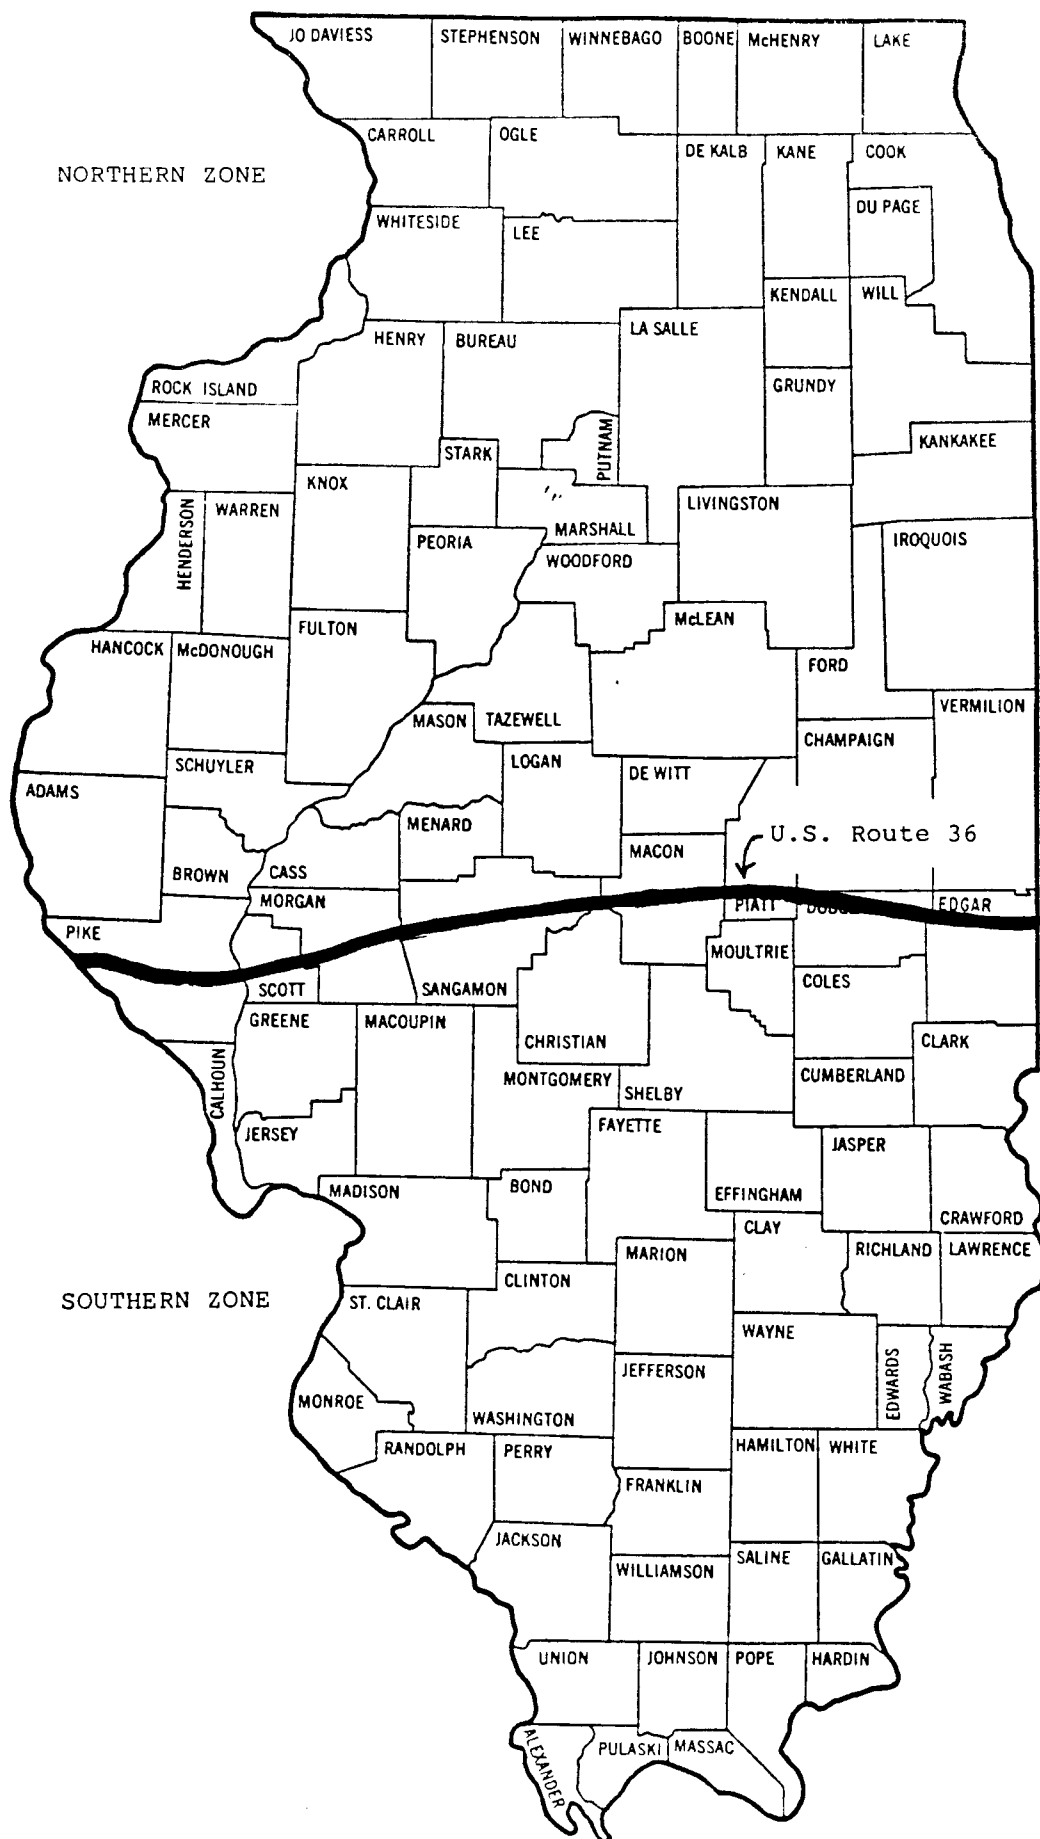 JO DAVIESS STEPHENSON WINNEBAGO BOONE McHENRY LAKE
CARROLL OGLE DE KALB KANE COOK
NORTHERN ZONE
WHITESIDE LEE DU PAGE
KENDALL WILL
HENRY BUREAU LA SALLE
ROCK ISLAND GRUNDY
MERCER
STARK PUTNAM KANKAKEE
KNOX
HENDERSON WARREN PEORIA MARSHALL LIVINGSTON IROQUOIS
WOODFORD
HANCOCK McDONOUGH FULTON McLEAN
FORD
MASON TAZEWELL VERMILION
SCHUYLER LOGAN DE WITT CHAMPAIGN
ADAMS
MENARD U.S. Route 36
BROWN CASS MACON
MORGAN PIATT EDGAR
PIKE MOULTRIE
SCOTT SANGAMON COLES
GREENE MACOUPIN
CHRISTIAN CLARK
CALHOUN MONTGOMERY SHELBY CUMBERLAND
JERSEY FAYETTE JASPER
MADISON BOND EFFINGHAM
CLAY CRAWFORD
MARION RICHLAND LAWRENCE
CLINTON
SOUTHERN ZONE ST. CLAIR
WAYNE
JEFFERSON EDWARDS WABASH
MONROE WASHINGTON
RANDOLPH PERRY HAMILTON WHITE
FRANKLIN
JACKSON
WILLIAMSON SALINE GALLATIN
UNION JOHNSON POPE HARDIN
ALEXANDER PULASKI MASSAC